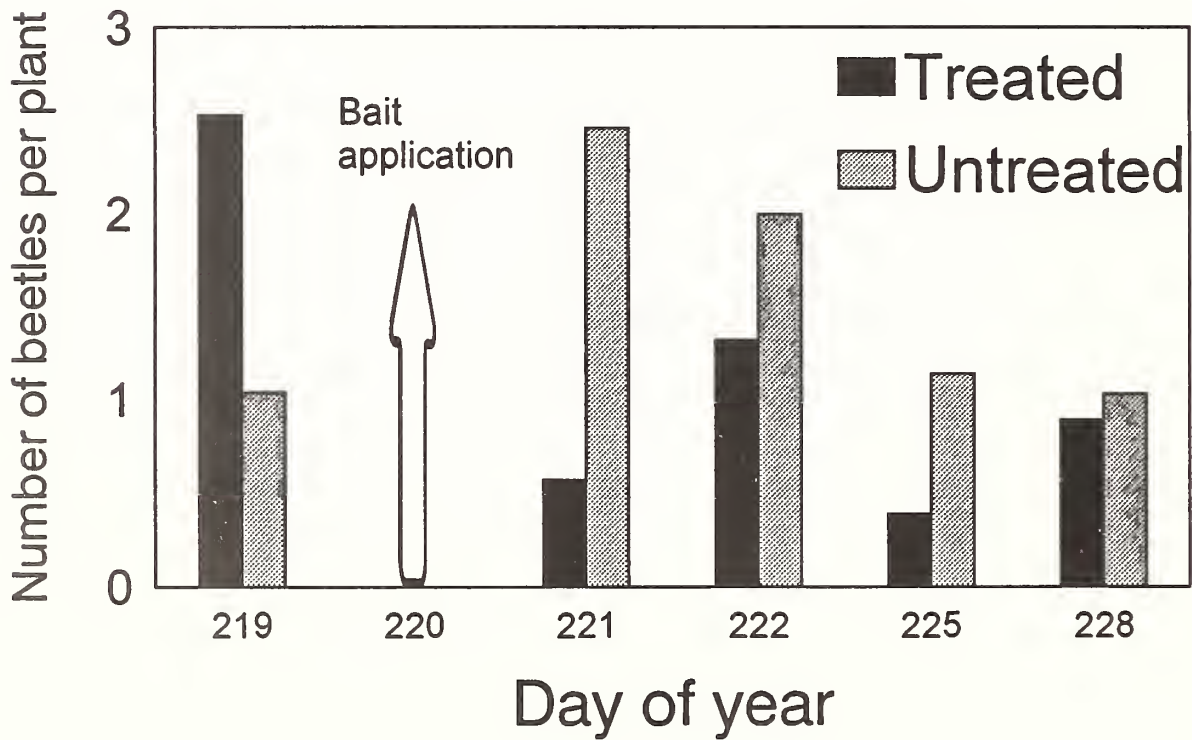 Number of beetles per plant
3
2
1
0
Bait
application
Treated
Untreated
219 220 221 222 225 228
Day of year